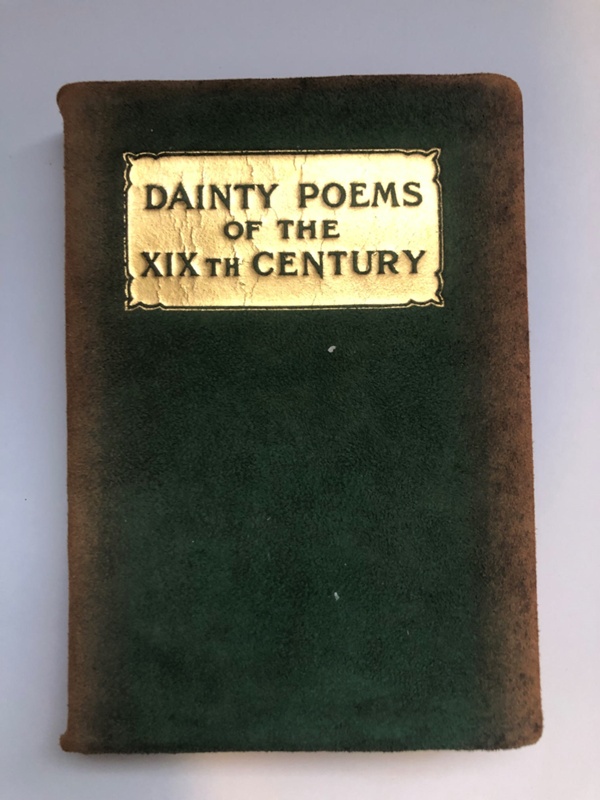 DAINTY POEMS
OF THE
XIXTH CENTURY